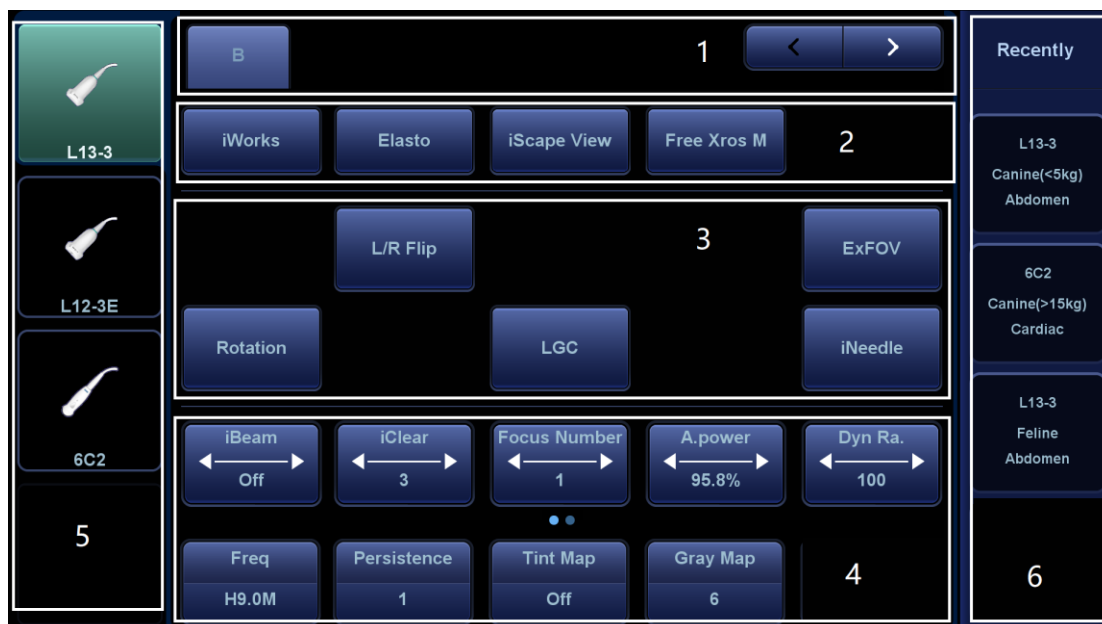 B
1
<
>
Recently
L13-3
iWorks
Elasto
iScape View
Free Xros M
2
L13-3
Canine(<5kg)
Abdomen
L/R Flip
3
ExFOV
L12-3E
Rotation
LGC
iNeedle
6C2
Canine(>15kg)
Cardiac
6C2
iBeam
Off
iClear
3
Focus Number
1
A.power
95.8%
Dyn Ra.
100
L13-3
Feline
Abdomen
5
Freq
H9.0M
Persistence
1
Tint Map
Off
Gray Map
6
4
6